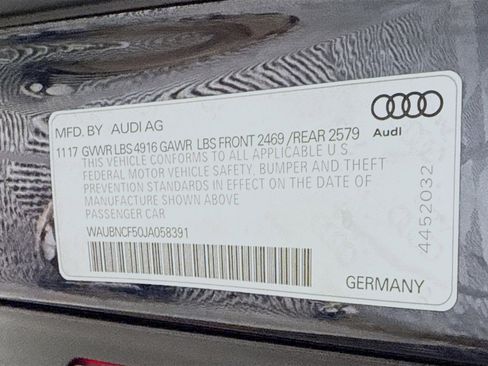 MFD. BY AUDI AG
Audi
11 17 GVWR LBS 4916 GAWR LBS FRONT 2469 /REAR 2579
THIS VEHICLE CONFORMS TO ALL APPLICABLE U.S.
FEDERAL MOTOR VEHICLE SAFETY, BUMPER AND THEFT
PREVENTION STANDARDS IN EFFECT ON THE DATE OF
MANUFACTURE SHOWN ABOVE
PASSENGER CAR
WAUBNCF50JA058391
4452032
GERMANY